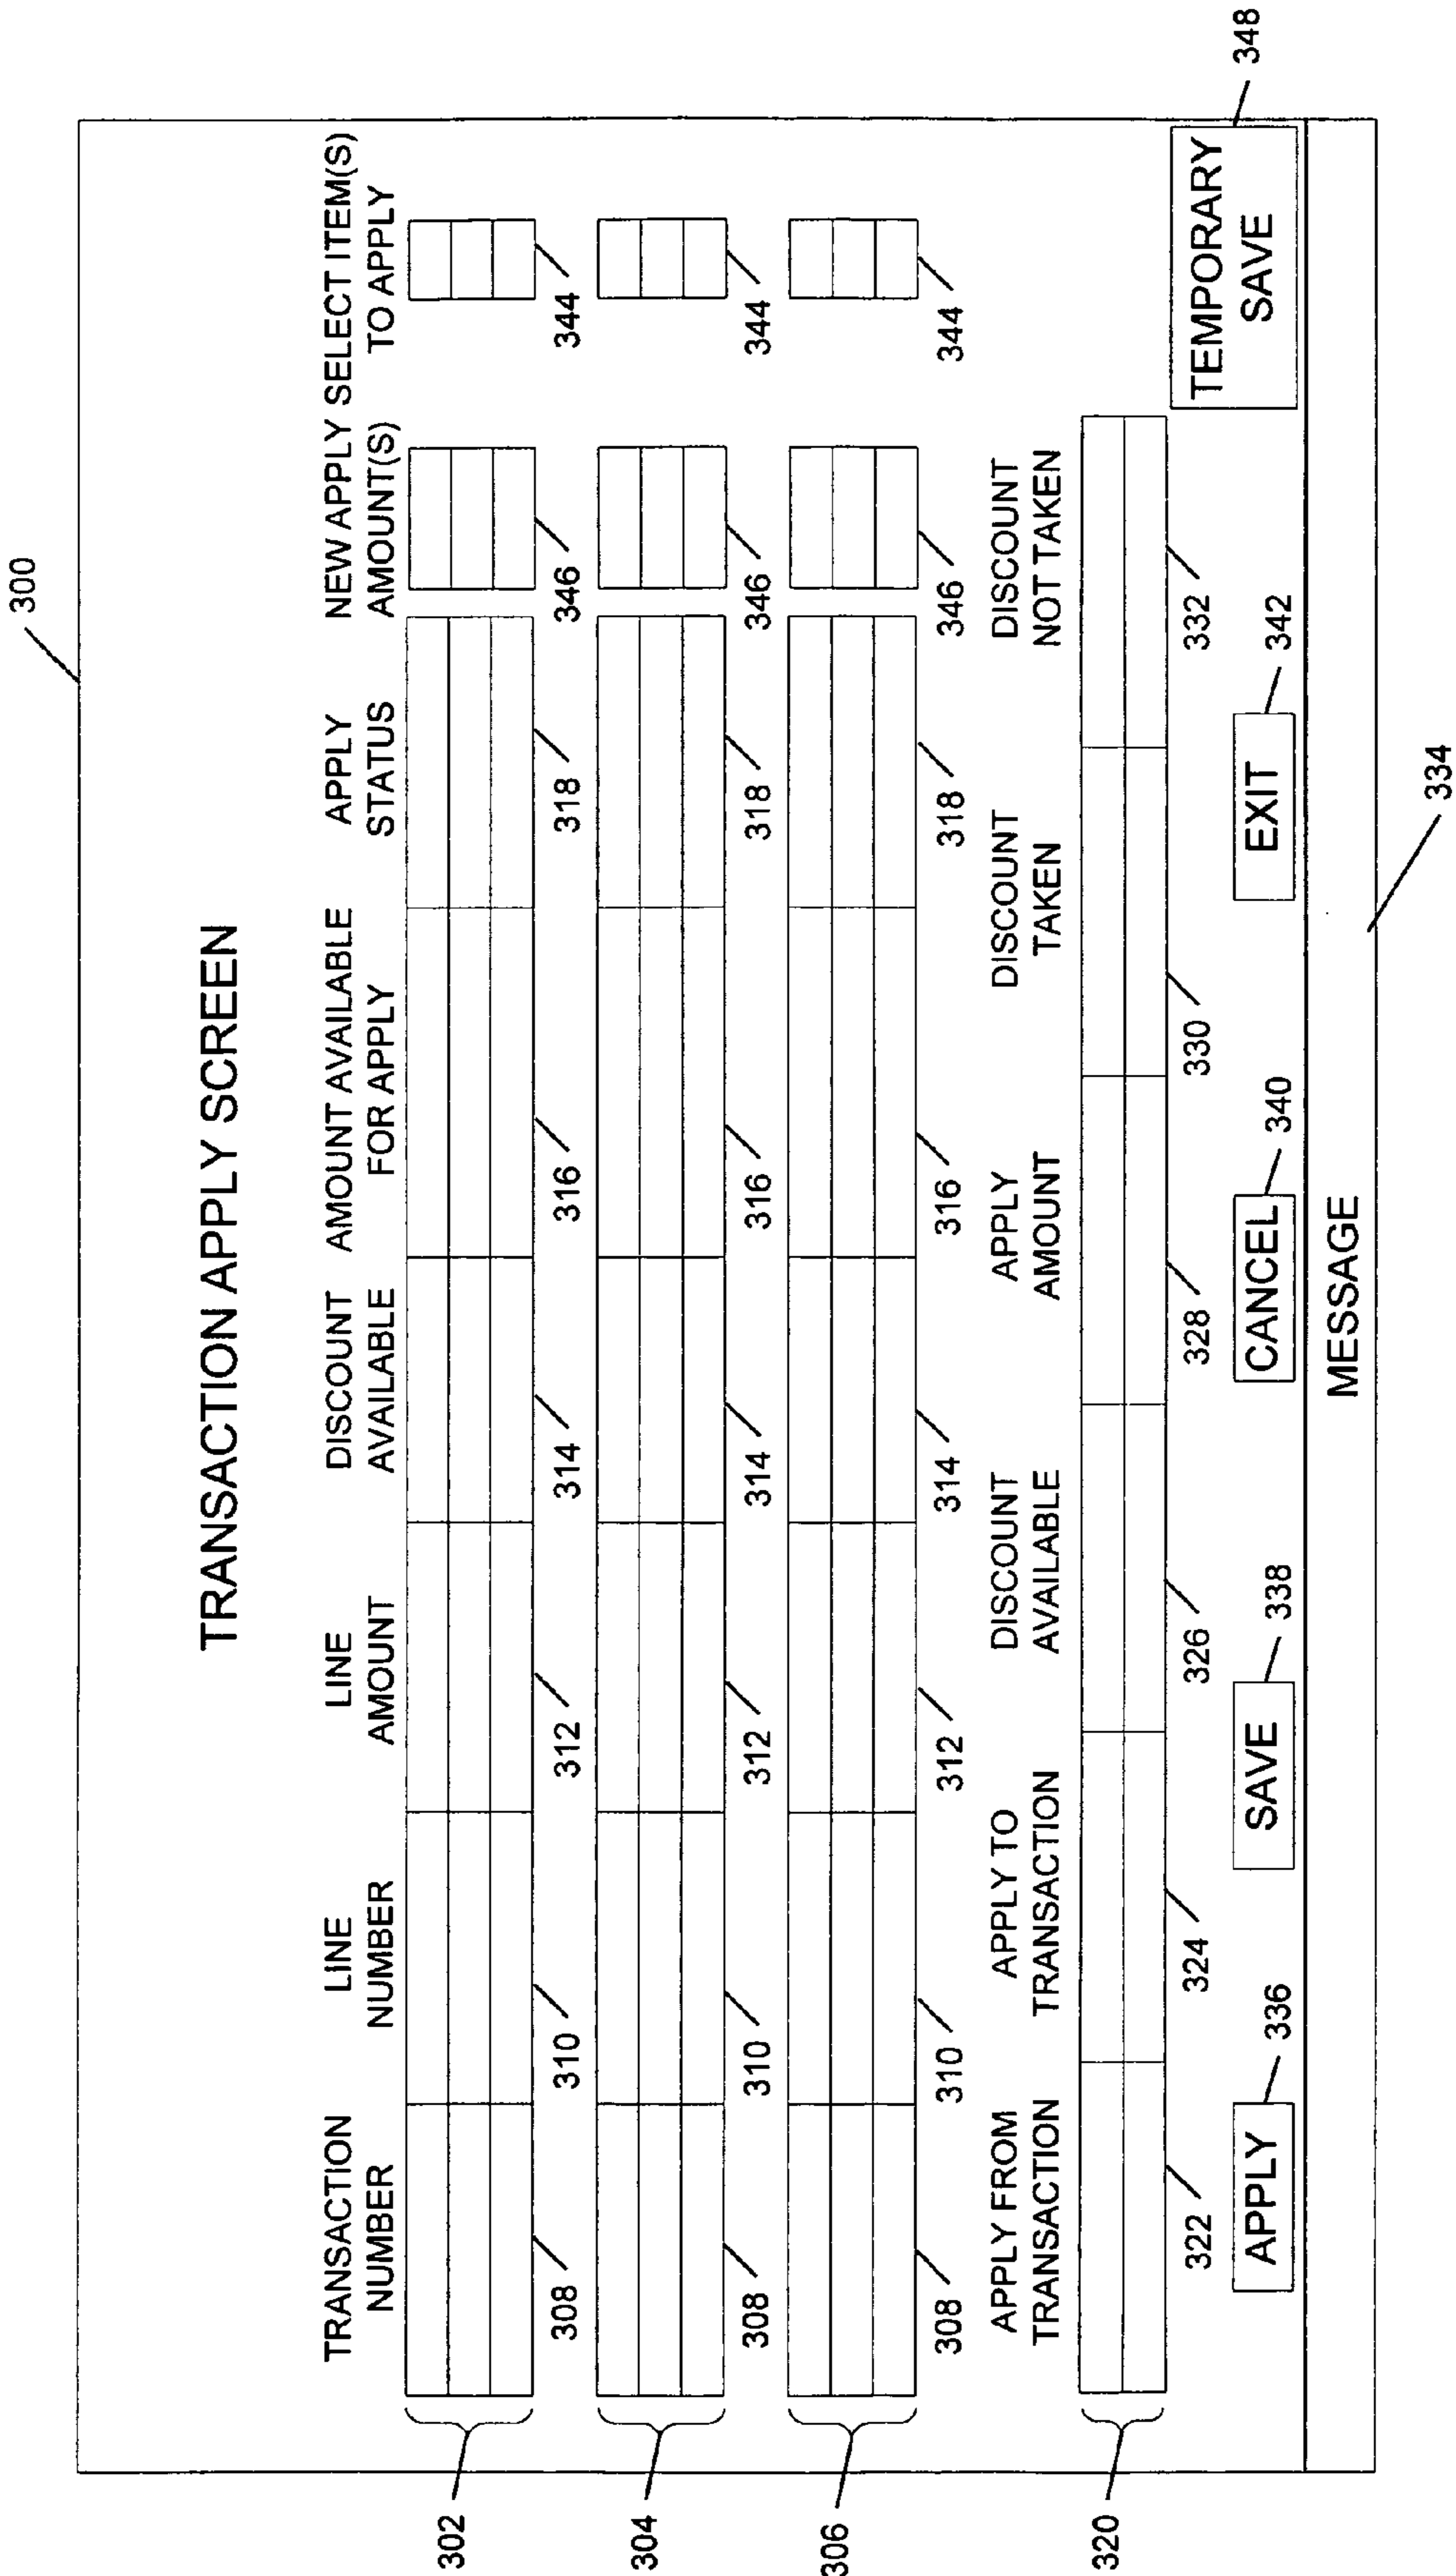 300
TRANSACTION APPLY SCREEN
TRANSACTION NUMBER
LINE NUMBER
LINE AMOUNT
DISCOUNT AVAILABLE
AMOUNT AVAILABLE FOR APPLY
APPLY STATUS
NEW APPLY AMOUNT(S)
SELECT ITEM(S) TO APPLY
302
308 310 312 314 316 318 346 344
304
308 310 312 314 316 318 346 344
306
308 310 312 314 316 318 346 344
APPLY FROM TRANSACTION
APPLY TO TRANSACTION
DISCOUNT AVAILABLE
APPLY AMOUNT
DISCOUNT TAKEN
DISCOUNT NOT TAKEN
320
322 324 326 328 330 332
APPLY 336
SAVE 338
CANCEL 340
EXIT 342
TEMPORARY SAVE 348
MESSAGE
334